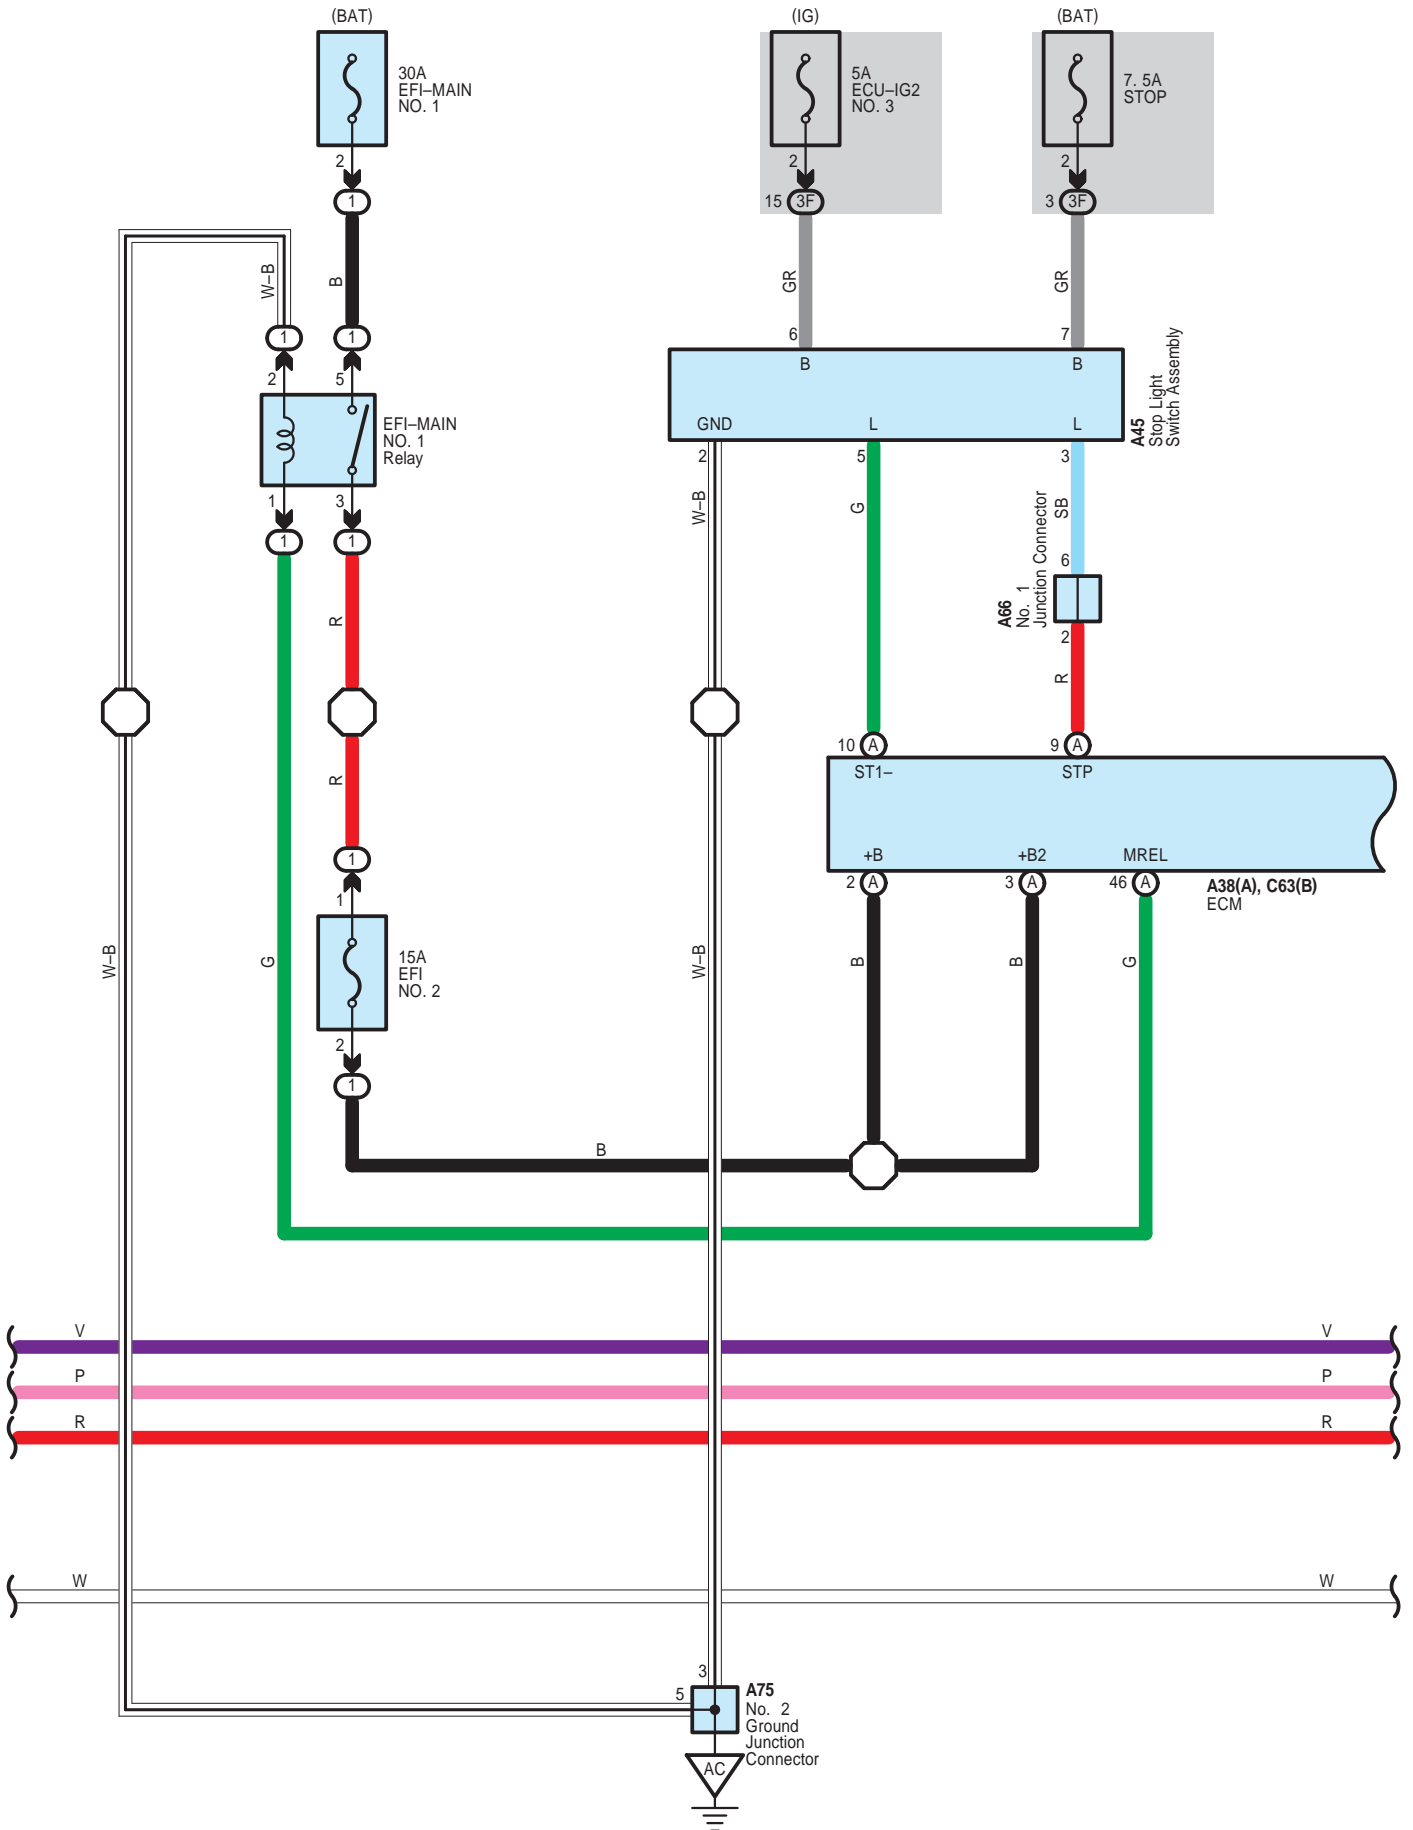 (BAT)
(IG)
(BAT)
30A
EFI–MAIN
NO. 1
5A
ECU–IG2
NO. 3
7. 5A
STOP
2
2
2
1
15
3F
3
3F
W–B
B
GR
GR
1
1
6
7
2
5
B
B
EFI–MAIN
NO. 1
Relay
GND
L
L
A45
Stop Light
Switch Assembly
1
3
2
5
3
W–B
G
SB
1
1
6
A66
No. 1
Junction Connector
2
R
R
10
A
9
A
ST1–
STP
R
1
1
+B
+B2
MREL
2
A
3
A
46
A
A38(A), C63(B)
ECM
15A
EFI
NO. 2
W–B
G
W–B
B
B
G
2
1
B
V
V
P
P
R
R
W
W
3
5
A75
No. 2
Ground
Junction
Connector
AC